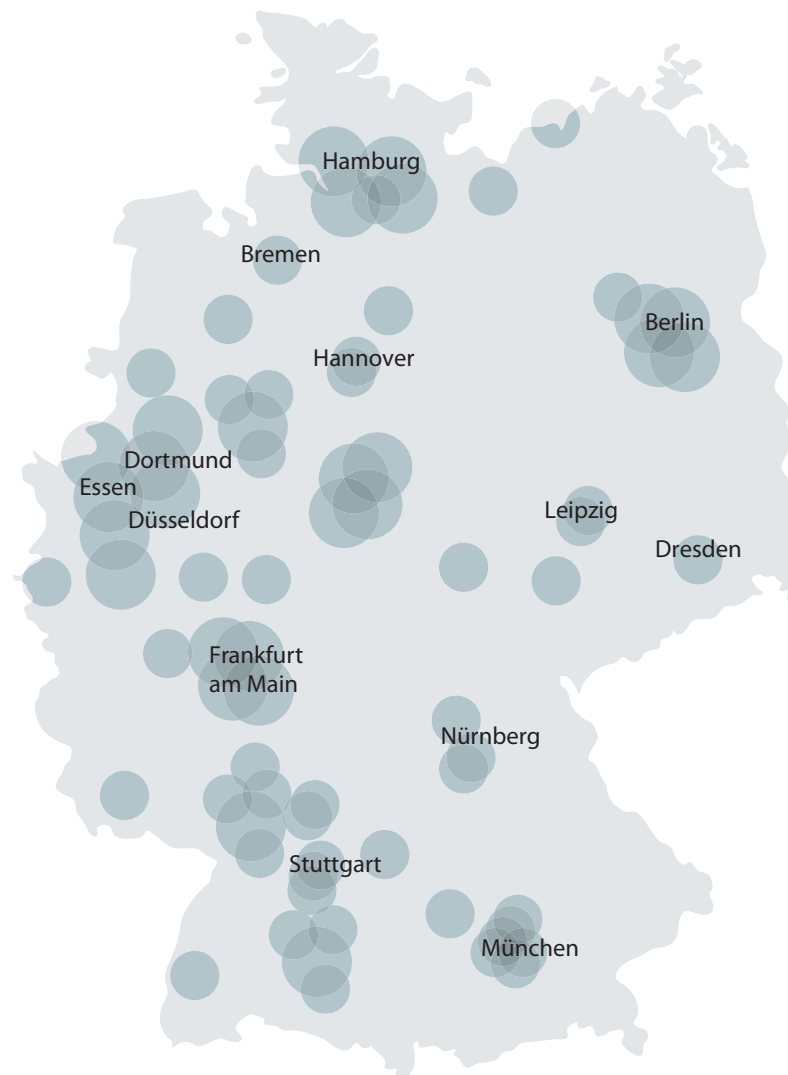 Hamburg
Bremen
Berlin
Hannover
Dortmund
Essen
Leipzig
Düsseldorf
Dresden
Frankfurt
am Main
Nürnberg
Stuttgart
München